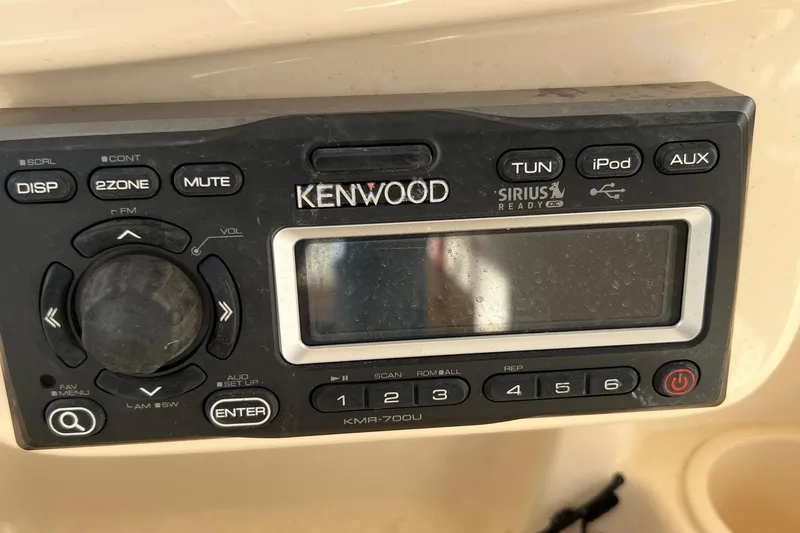 SCRL
DISP
CONT
2ZONE
MUTE
KENWOOD
TUN
iPod
AUX
SIRIUS
READY DC
FM
VOL
FAV
MENU
AM SW
AUD
SET UP
ENTER
SCAN
RDM ALL
REP
1 2 3
4 5 6
KMR-700U